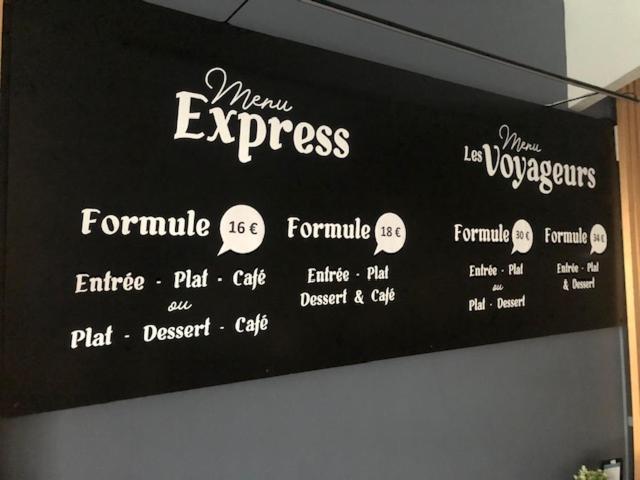 Menu
Express
Formule 16 €
Entrée - Plat - Café
ou
Plat - Dessert - Café
Formule 18 €
Entrée - Plat
Dessert & Café
Menu
Les Voyageurs
Formule 30 €
Entrée - Plat
ou
Plat - Dessert
Formule 34 €
Entrée - Plat
& Dessert